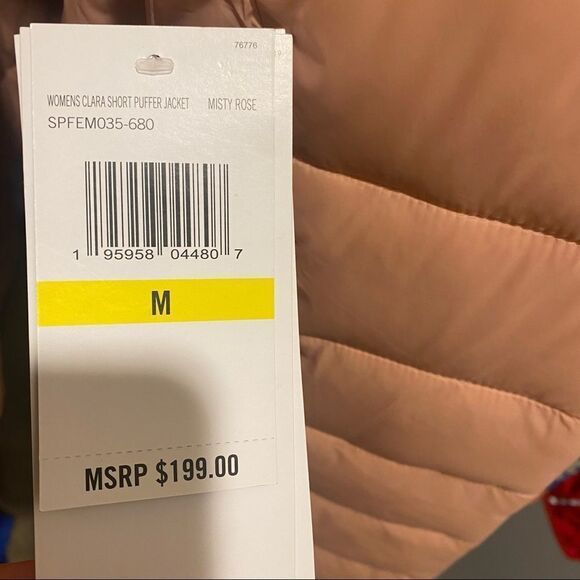 76776
WOMENS CLARA SHORT PUFFER JACKET MISTY ROSE
SPFEM035-680
1 95958 04480 7
M
MSRP $199.00